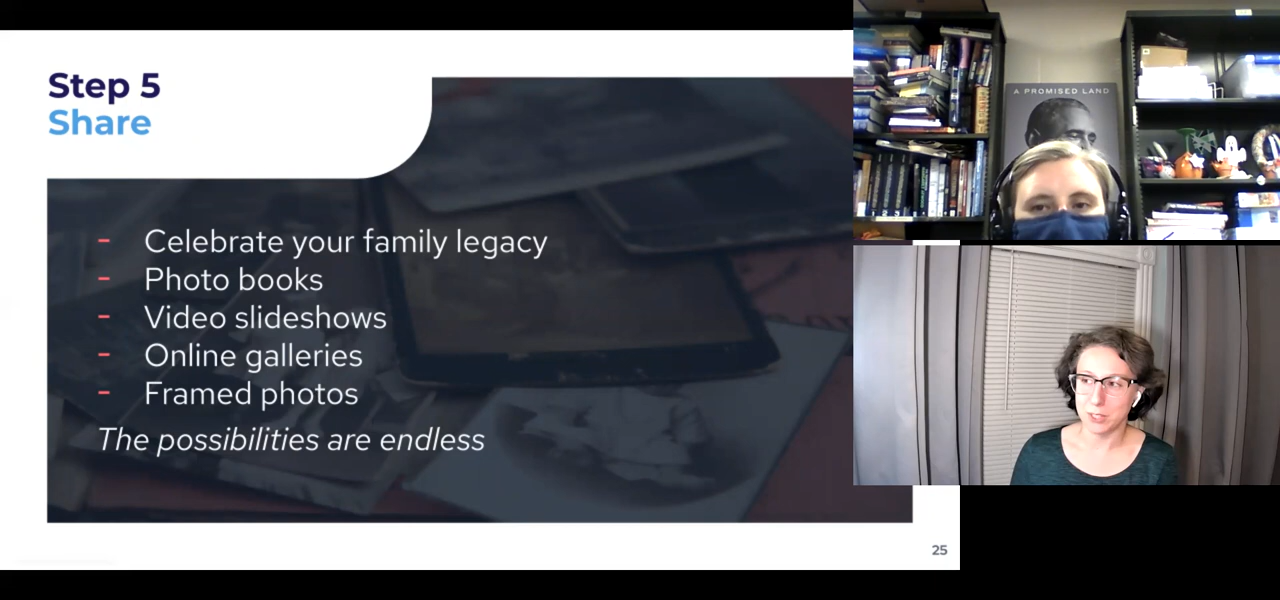 Step 5
Share
- Celebrate your family legacy
- Photo books
- Video slideshows
- Online galleries
- Framed photos
The possibilities are endless
25
A PROMISED LAND